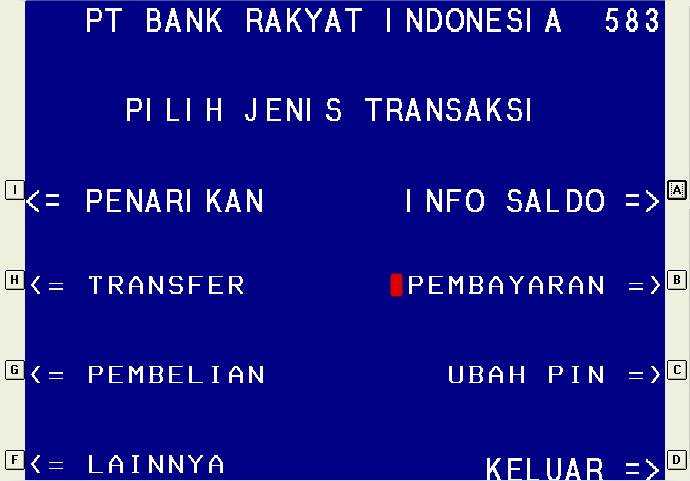 PT BANK RAKYAT INDONESIA 583
PILIH JENIS TRANSAKSI
I <= PENARIKAN INFO SALDO => A
H <= TRANSFER PEMBAYARAN => B
G <= PEMBELIAN UBAH PIN => C
F <= LAINNYA KELUAR => D